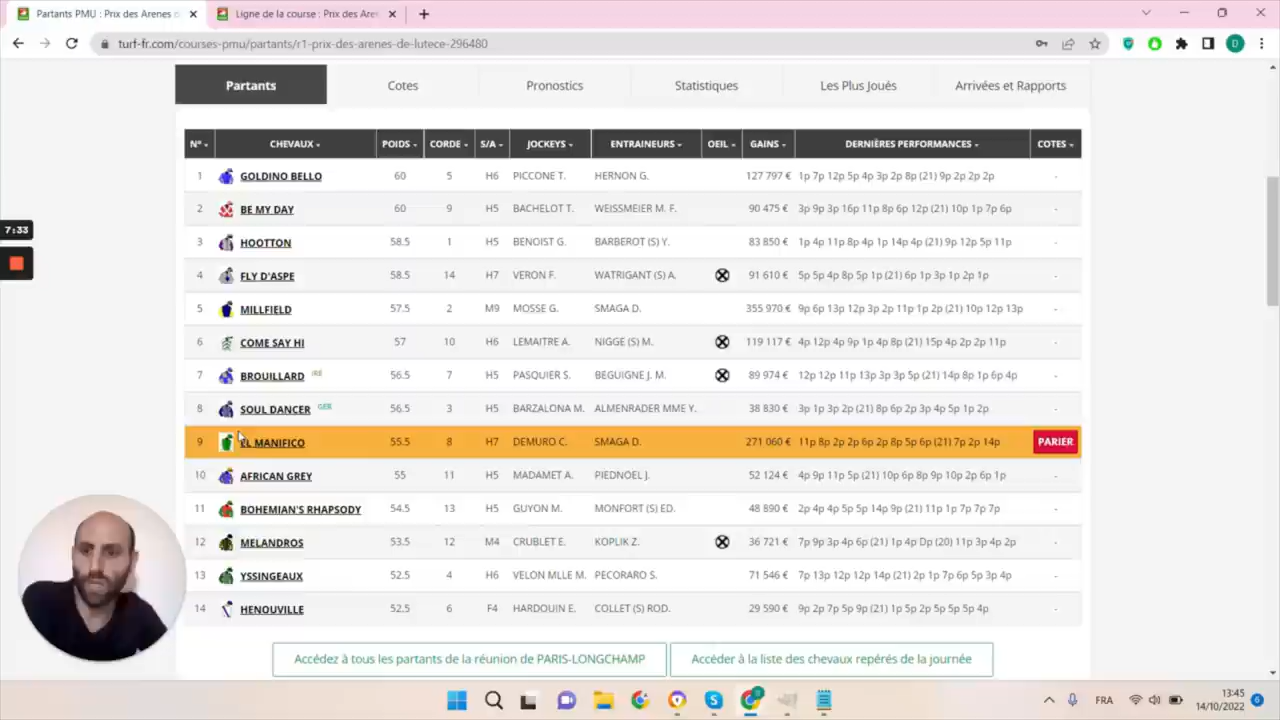 Partants PMU : Prix des Arenes d
Ligne de la course : Prix des Are
turf-fr.com/courses-pmu/partants/r1-prix-des-arenes-de-lutece-296480
D
Partants Cotes Pronostics Statistiques Les Plus Joués Arrivées et Rapports
N° CHEVAUX POIDS CORDE S/A JOCKEYS ENTRAINEURS OEIL GAINS DERNIÈRES PERFORMANCES COTES
1 GOLDINO BELLO 60 5 H6 PICCONE T. HERNON G. 127 797 € 1p 7p 12p 5p 4p 3p 2p 8p (21) 9p 2p 2p 2p -
2 BE MY DAY 60 9 H5 BACHELOT T. WEISSMEIER M. F. 90 475 € 3p 9p 3p 16p 11p 8p 6p 12p (21) 10p 1p 7p 6p -
3 HOOTTON 58.5 1 H5 BENOIST G. BARBEROT (S) Y. 83 850 € 1p 4p 11p 8p 4p 1p 14p 4p (21) 9p 12p 5p 11p -
4 FLY D'ASPE 58.5 14 H7 VERON F. WATRIGANT (S) A. 91 610 € 5p 5p 4p 8p 5p 1p (21) 6p 1p 3p 1p 2p 1p -
5 MILLFIELD 57.5 2 M9 MOSSE G. SMAGA D. 355 970 € 9p 6p 13p 12p 3p 2p 11p 1p 2p (21) 10p 12p 13p -
6 COME SAY HI 57 10 H6 LEMAITRE A. NIGGE (S) M. 119 117 € 4p 12p 4p 9p 1p 4p 8p (21) 15p 4p 2p 2p 11p -
7 BROUILLARD IRE 56.5 7 H5 PASQUIER S. BEGUIGNE J. M. 89 974 € 12p 12p 11p 13p 3p 3p 5p (21) 14p 8p 1p 6p 4p -
8 SOUL DANCER GER 56.5 3 H5 BARZALONA M. ALMENRADER MME Y. 38 830 € 3p 1p 3p 2p (21) 8p 6p 2p 3p 4p 5p 1p 2p -
9 EL MANIFICO 55.5 8 H7 DEMURO C. SMAGA D. 271 060 € 11p 8p 2p 2p 6p 2p 8p 5p 6p (21) 7p 2p 14p PARIER
10 AFRICAN GREY 55 11 H5 MADAMET A. PIEDNOEL J. 52 124 € 4p 9p 11p 5p (21) 10p 6p 8p 9p 10p 2p 6p 1p -
11 BOHEMIAN'S RHAPSODY 54.5 13 H5 GUYON M. MONFORT (S) ED. 48 890 € 2p 4p 4p 5p 5p 14p 9p (21) 11p 1p 7p 7p 7p -
12 MELANDROS 53.5 12 M4 CRUBLET E. KOPLIK Z. 36 721 € 7p 9p 3p 4p 6p (21) 1p 4p Dp (20) 11p 3p 4p 2p -
13 YSSINGEAUX 52.5 4 H6 VELON MLLE M. PECORARO S. 71 546 € 7p 13p 12p 12p 14p (21) 2p 1p 7p 6p 5p 3p 4p -
14 HENOUVILLE 52.5 6 F4 HARDOUIN E. COLLET (S) ROD. 29 590 € 9p 2p 7p 5p 9p (21) 1p 5p 2p 5p 5p 5p 4p -
7:33
Accédez à tous les partants de la réunion de PARIS-LONGCHAMP Accéder à la liste des chevaux repérés de la journée
FRA
13:45
14/10/2022
6